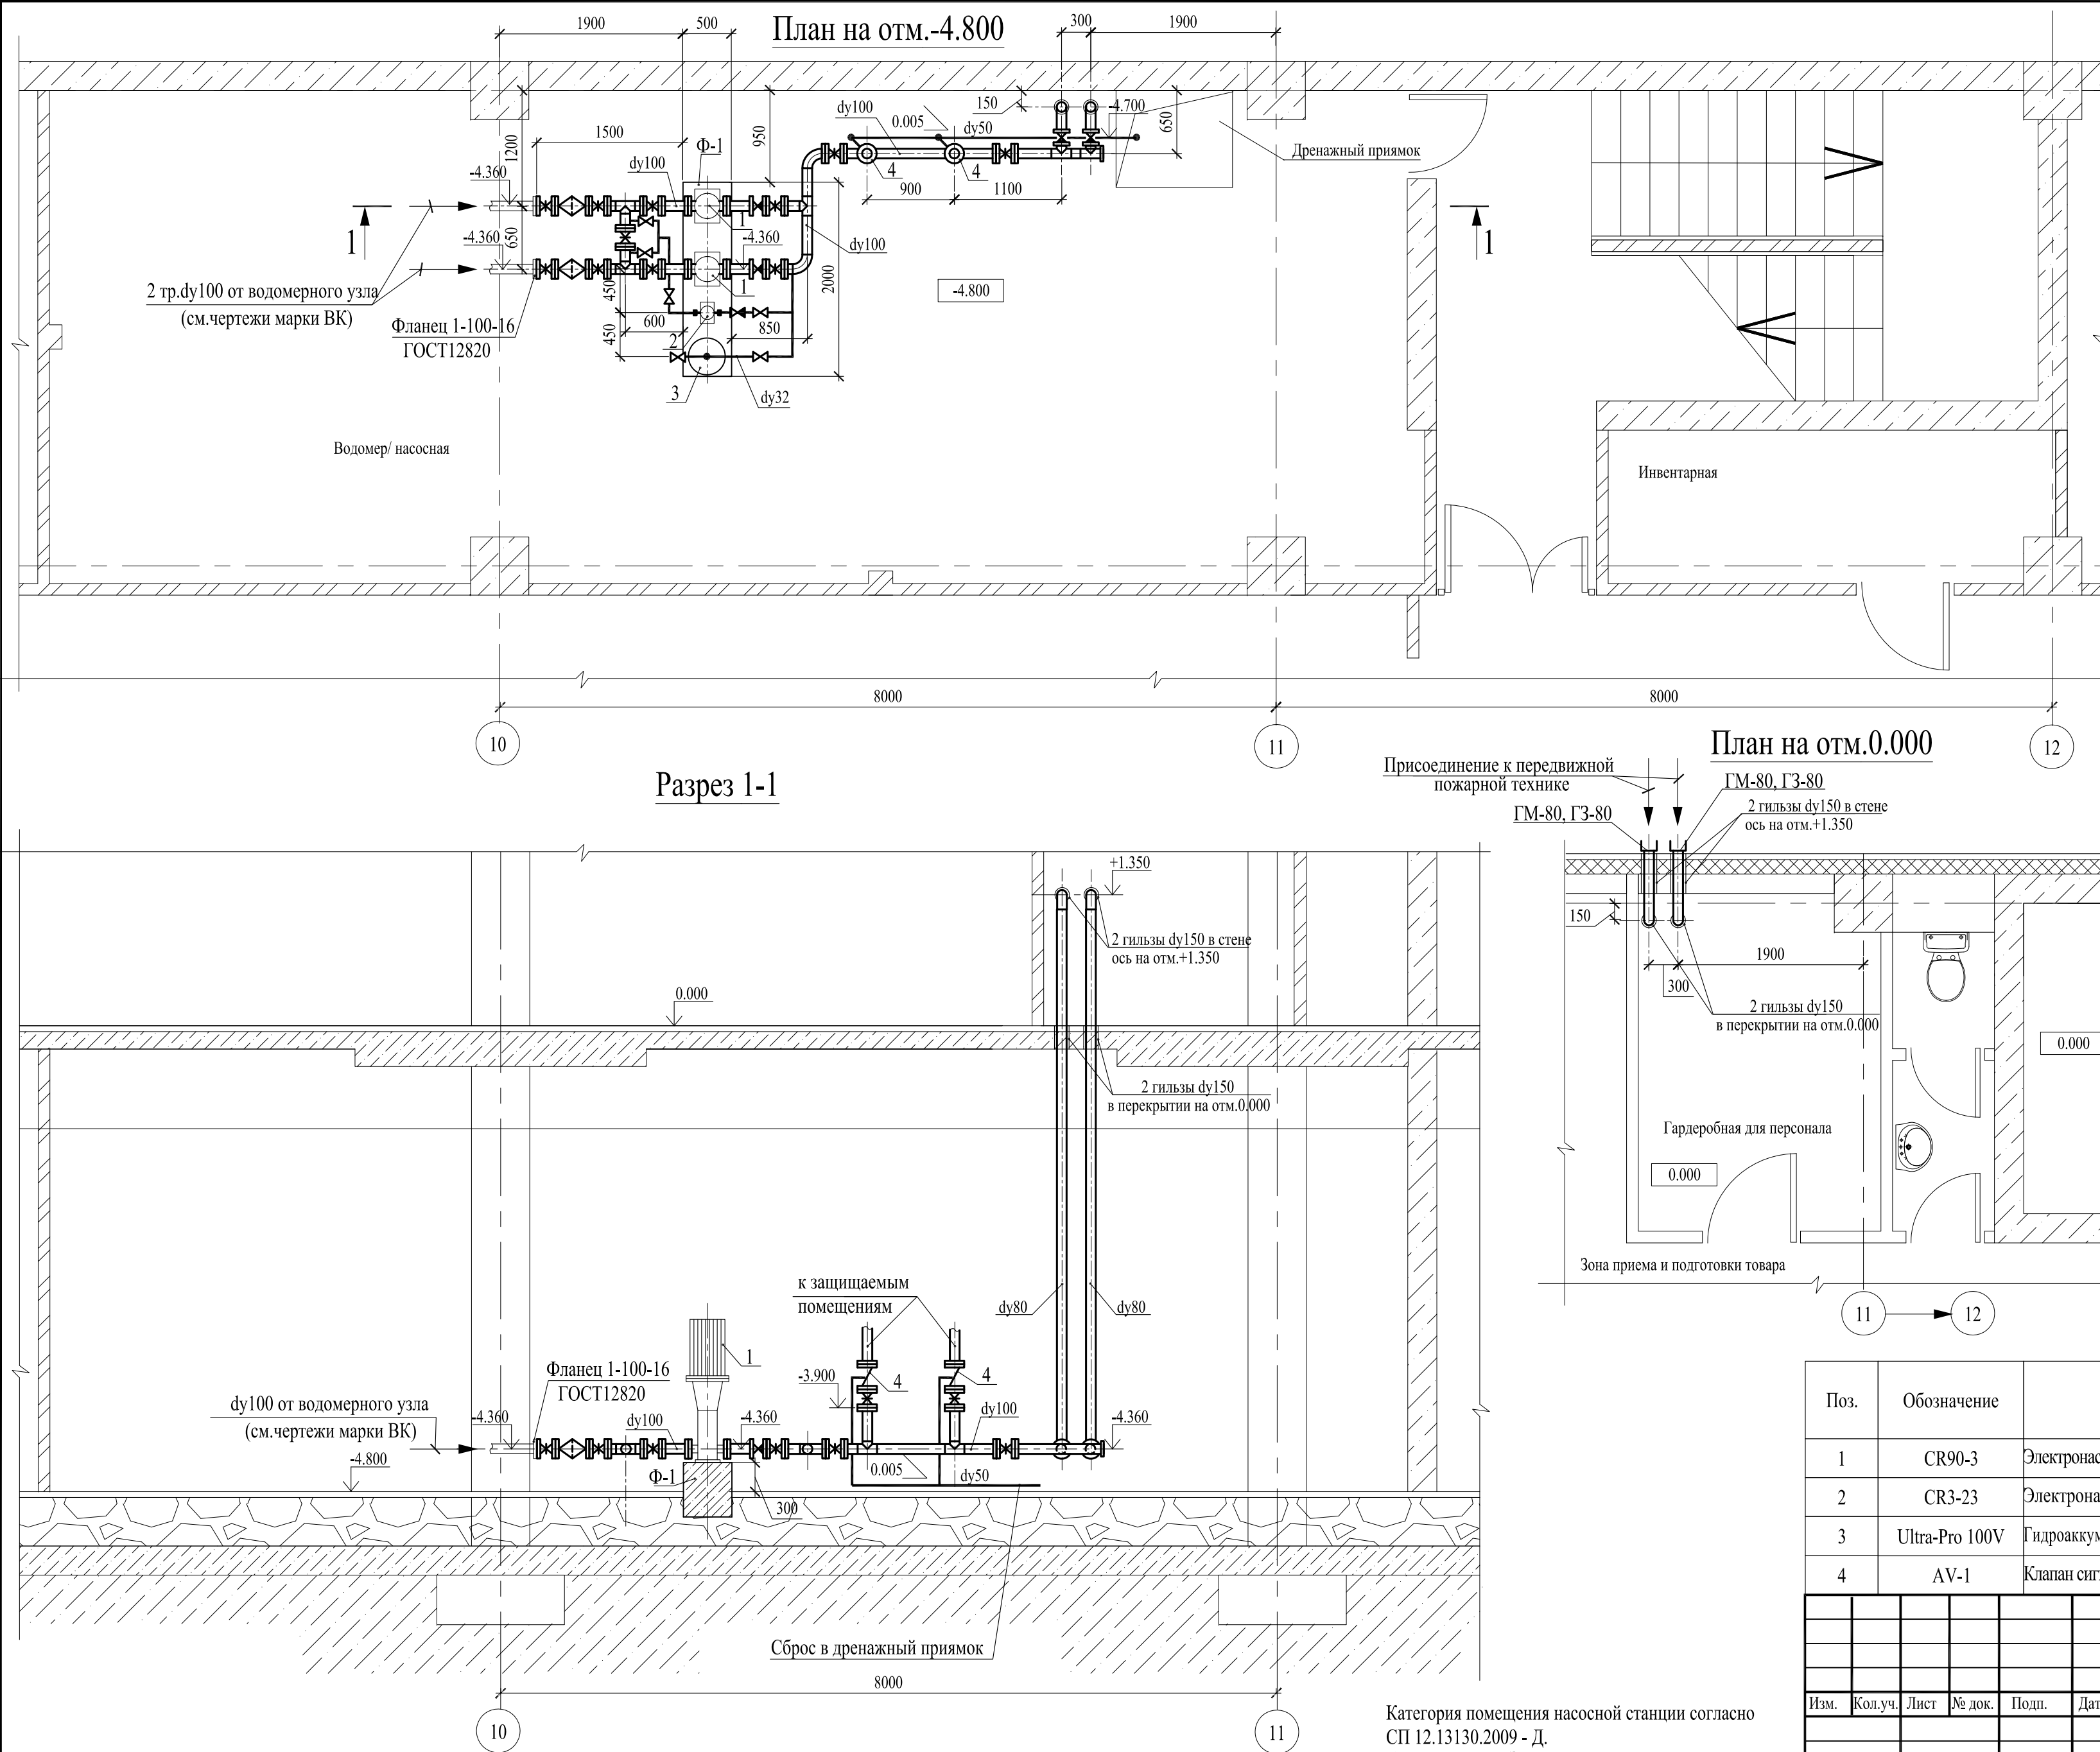 План на отм.-4.800
1900
500
300
1900
1500
1200
650
-4.360
-4.360
dy100
Ф-1
950
dy100
0.005
dy50
150
-4.700
650
Дренажный приямок
4
4
900
1100
1
1
1
-4.360
1
dy100
2000
-4.800
2 тр.dy100 от водомерного узла
(см.чертежи марки ВК)
Фланец 1-100-16
ГОСТ12820
450
450
600
850
2
3
dy32
Водомер/ насосная
Инвентарная
8000
8000
10
11
12
Разрез 1-1
+1.350
2 гильзы dy150 в стене
ось на отм.+1.350
0.000
2 гильзы dy150
в перекрытии на отм.0.000
к защищаемым
помещениям
dy80
dy80
1
Фланец 1-100-16
ГОСТ12820
-3.900
4
4
dy100 от водомерного узла
(см.чертежи марки ВК)
-4.360
dy100
-4.360
dy100
-4.360
-4.800
Ф-1
0.005
dy50
300
Сброс в дренажный приямок
8000
10
11
План на отм.0.000
Присоединение к передвижной
пожарной технике
ГМ-80, ГЗ-80
ГМ-80, ГЗ-80
2 гильзы dy150 в стене
ось на отм.+1.350
150
1900
300
2 гильзы dy150
в перекрытии на отм.0.000
0.000
Гардеробная для персонала
0.000
Зона приема и подготовки товара
11
12
Поз. Обозначение
1 CR90-3 Электронас
2 CR3-23 Электрона
3 Ultra-Pro 100V Гидроаккум
4 AV-1 Клапан сиг
Изм. Кол.уч. Лист № док. Подп. Дат
Категория помещения насосной станции согласно
СП 12.13130.2009 - Д.